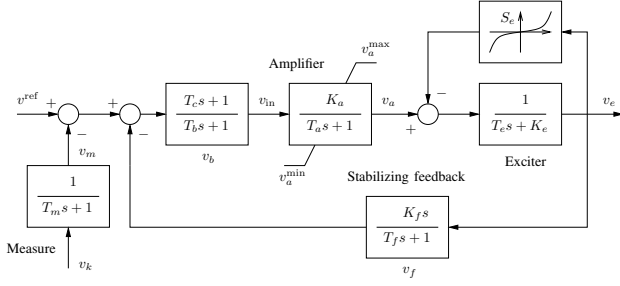 S_e
v_a^max
Amplifier
v^ref
+
−
+
−
T_c s + 1
T_b s + 1
v_in
K_a
T_a s + 1
v_a
+
−
1
T_e s + K_e
v_e
v_m
v_b
v_a^min
Exciter
Stabilizing feedback
1
T_m s + 1
K_f s
T_f s + 1
Measure
v_k
v_f